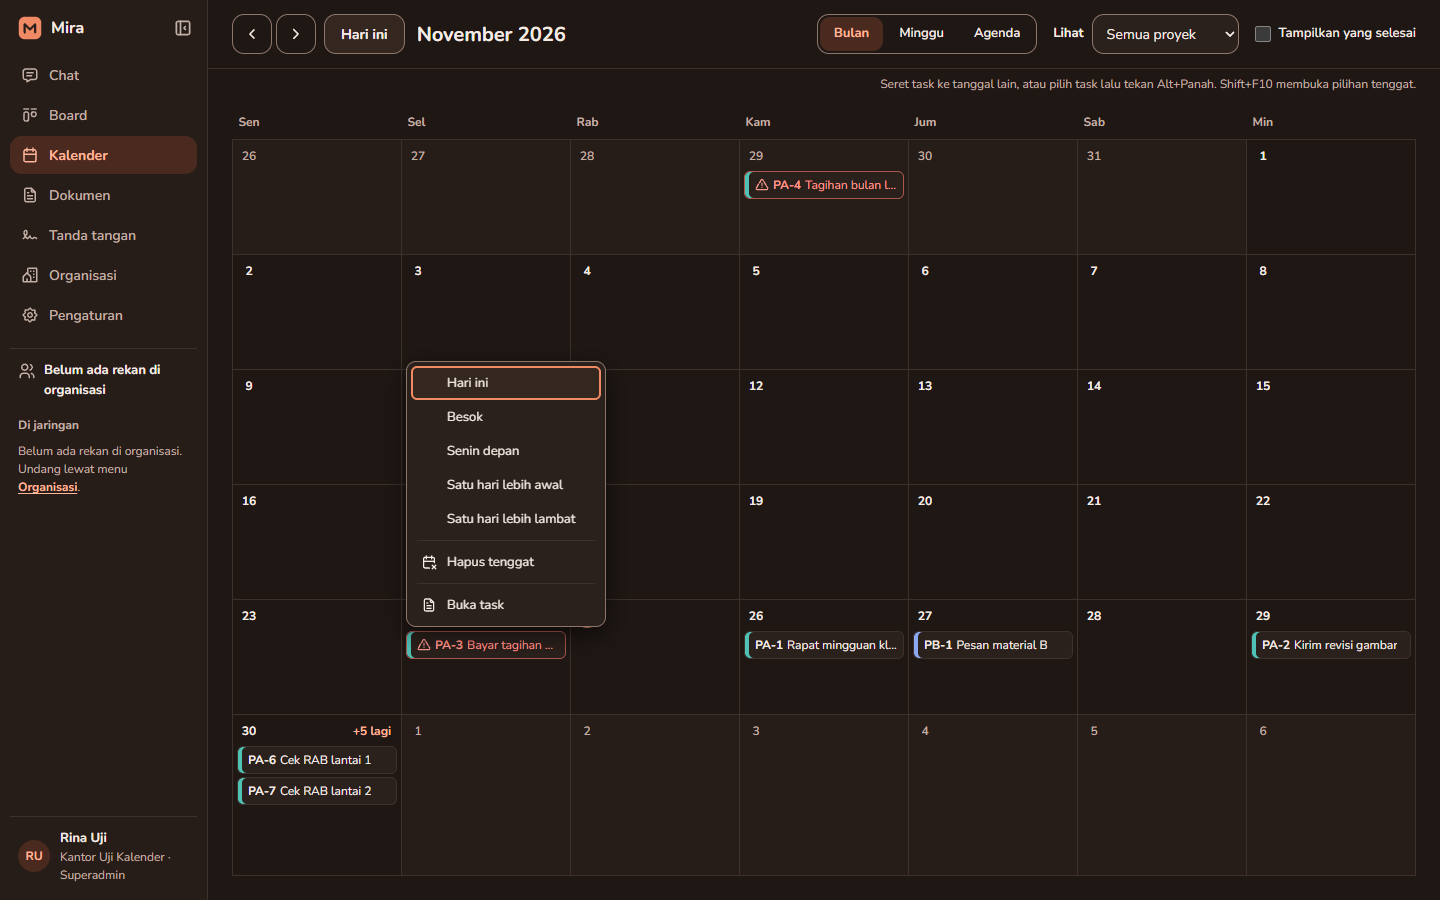 Mira
Chat
Board
Kalender
Dokumen
Tanda tangan
Organisasi
Pengaturan
Belum ada rekan di
organisasi
Di jaringan
Belum ada rekan di organisasi.
Undang lewat menu
Organisasi.
RU
Rina Uji
Kantor Uji Kalender ·
Superadmin
Hari ini
November 2026
Bulan
Minggu
Agenda
Lihat
Semua proyek
Tampilkan yang selesai
Seret task ke tanggal lain, atau pilih task lalu tekan Alt+Panah. Shift+F10 membuka pilihan tenggat.
Sen Sel Rab Kam Jum Sab Min
26 27 28 29 30 31 1
PA-4 Tagihan bulan l...
2 3 4 5 6 7 8
9 12 13 14 15
16 19 20 21 22
23 26 27 28 29
PA-3 Bayar tagihan ...
PA-1 Rapat mingguan kl...
PB-1 Pesan material B
PA-2 Kirim revisi gambar
30 +5 lagi 1 2 3 4 5 6
PA-6 Cek RAB lantai 1
PA-7 Cek RAB lantai 2
Hari ini
Besok
Senin depan
Satu hari lebih awal
Satu hari lebih lambat
Hapus tenggat
Buka task